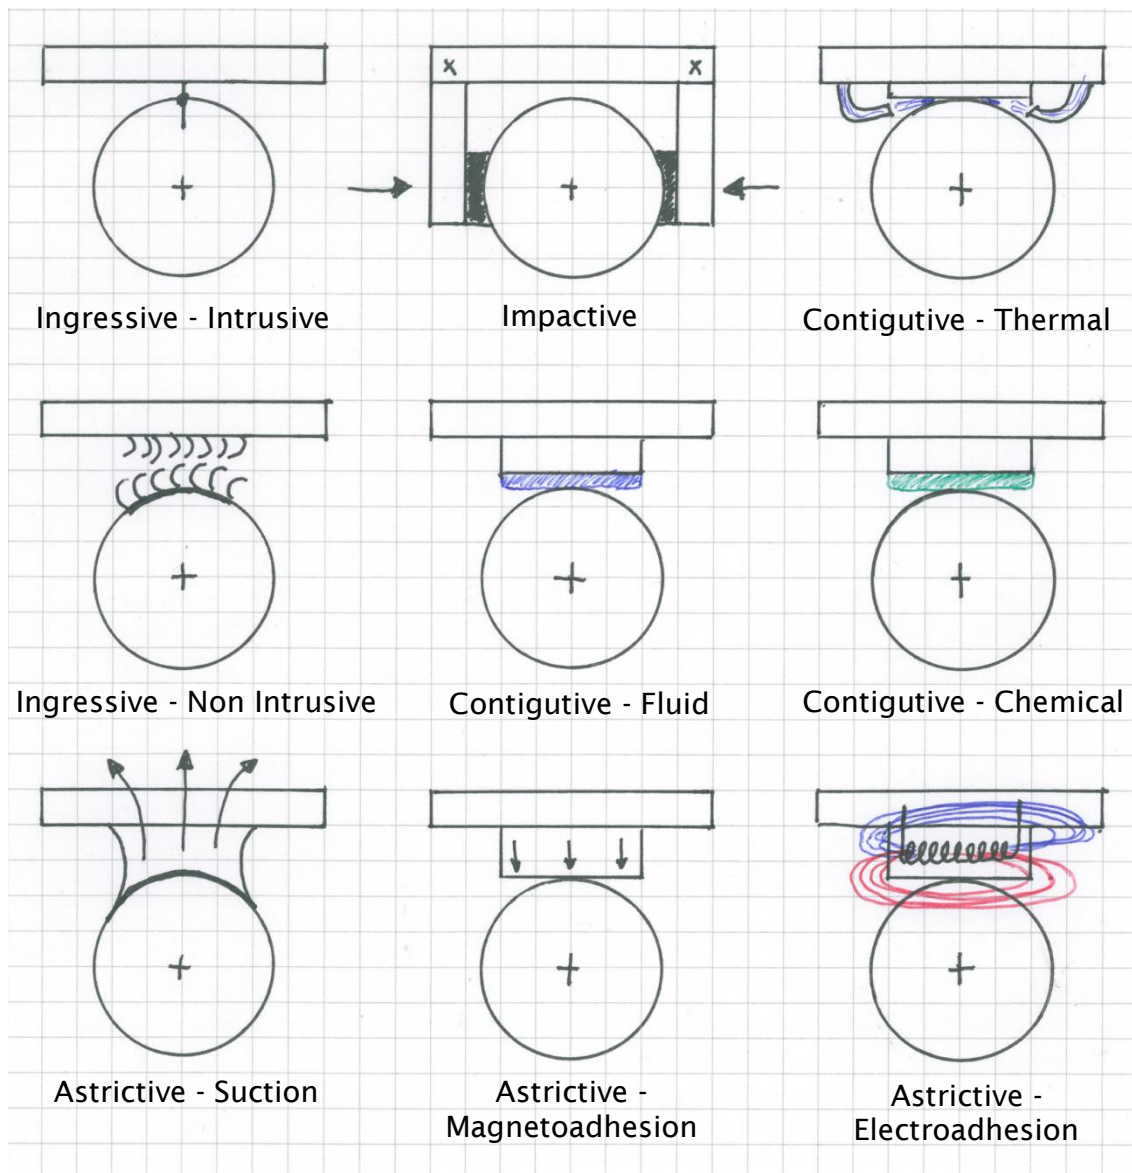 x x
Ingressive - Intrusive
Impactive
Contigutive - Thermal
Ingressive - Non Intrusive
Contigutive - Fluid
Contigutive - Chemical
Astrictive - Suction
Astrictive -
Magnetoadhesion
Astrictive -
Electroadhesion